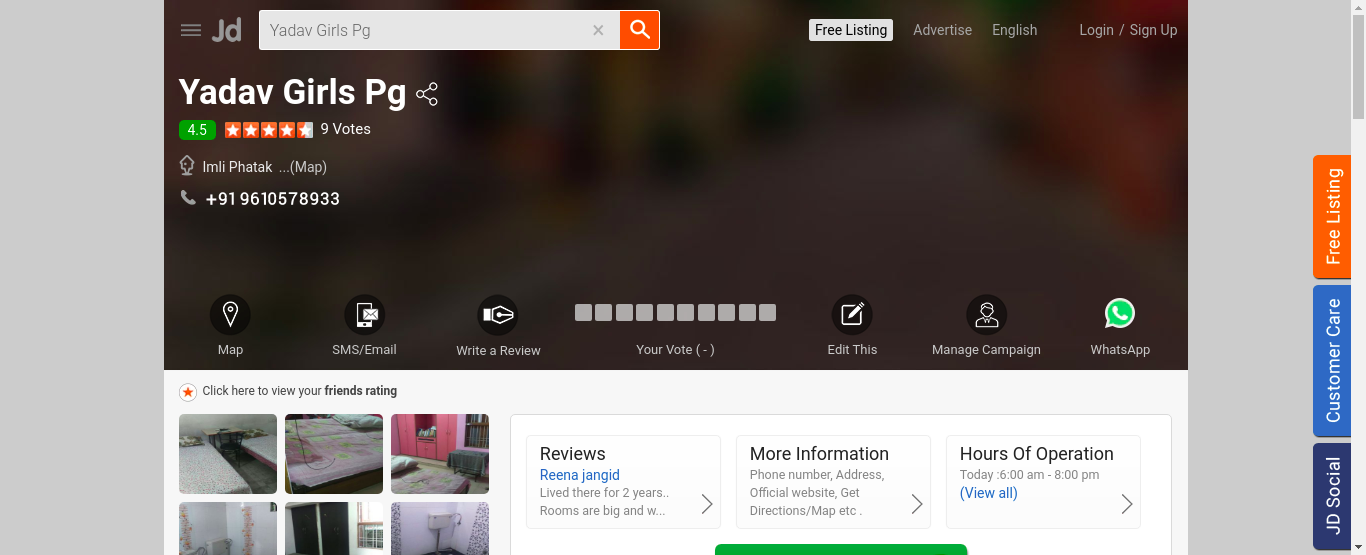 Jd
Yadav Girls Pg
Free Listing
Advertise
English
Login / Sign Up
Yadav Girls Pg
4.5
9 Votes
Imli Phatak ...(Map)
+91 9610578933
Map
SMS/Email
Write a Review
Your Vote ( - )
Edit This
Manage Campaign
WhatsApp
Click here to view your friends rating
Reviews
Reena jangid
Lived there for 2 years..
Rooms are big and w...
More Information
Phone number, Address,
Official website, Get
Directions/Map etc .
Hours Of Operation
Today :6:00 am - 8:00 pm
(View all)
Free Listing
Customer Care
JD Social